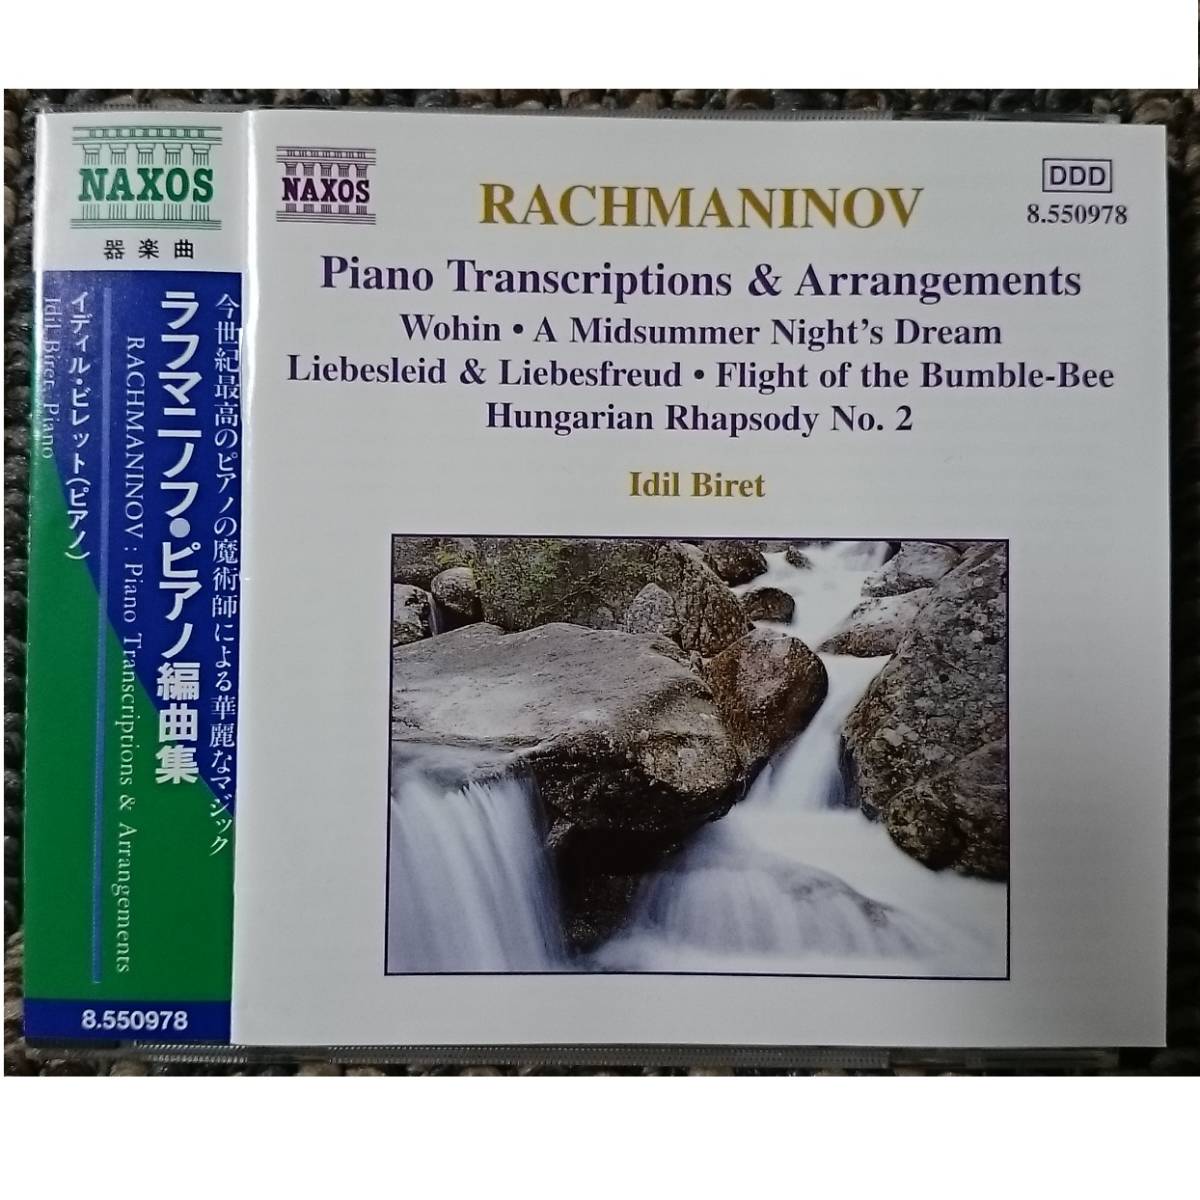 NAXOS
器楽曲
今世紀最高のピアノの魔術師による華麗なマジック
ラフマニノフ・ピアノ編曲集
RACHMANINOV : Piano Transcriptions & Arrangements
イディル・ビレット(ピアノ)
Idil Biret, Piano
8.550978
NAXOS
DDD
8.550978
RACHMANINOV
Piano Transcriptions & Arrangements
Wohin • A Midsummer Night's Dream
Liebesleid & Liebesfreud • Flight of the Bumble-Bee
Hungarian Rhapsody No. 2
Idil Biret